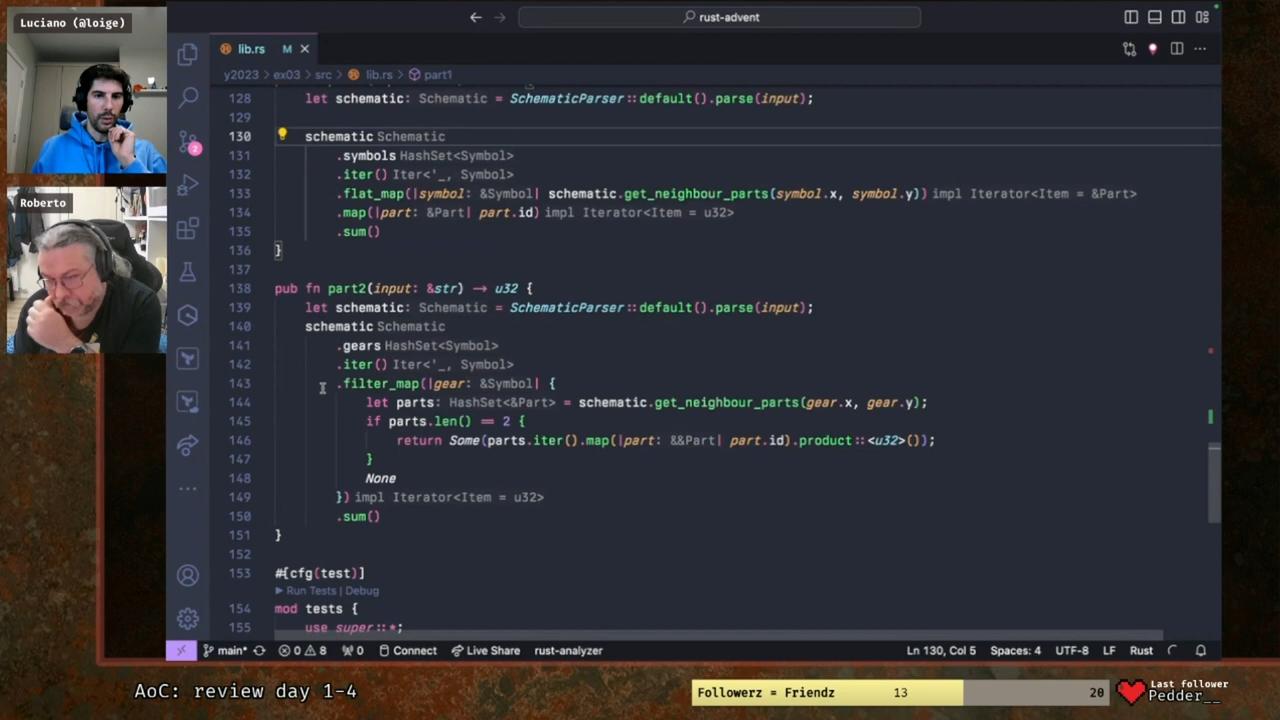 Luciano (@loige)
Roberto
rust-advent
lib.rs M
y2023 > ex03 > src > lib.rs > part1
128 let schematic: Schematic = SchematicParser::default().parse(input);
129
130 schematic Schematic
131 .symbols HashSet<Symbol>
132 .iter() Iter<'_, Symbol>
133 .flat_map(|symbol: &Symbol| schematic.get_neighbour_parts(symbol.x, symbol.y)) impl Iterator<Item = &Part>
134 .map(|part: &Part| part.id) impl Iterator<Item = u32>
135 .sum()
136 }
137
138 pub fn part2(input: &str) → u32 {
139 let schematic: Schematic = SchematicParser::default().parse(input);
140 schematic Schematic
141 .gears HashSet<Symbol>
142 .iter() Iter<'_, Symbol>
143 .filter_map(|gear: &Symbol| {
144 let parts: HashSet<&Part> = schematic.get_neighbour_parts(gear.x, gear.y);
145 if parts.len() == 2 {
146 return Some(parts.iter().map(|part: &&Part| part.id).product::<u32>());
147 }
148 None
149 }) impl Iterator<Item = u32>
150 .sum()
151 }
152
153 #[cfg(test)]
▶ Run Tests | Debug
154 mod tests {
155 use super::*;
2
main* 0 8 0 Connect Live Share rust-analyzer Ln 130, Col 5 Spaces: 4 UTF-8 LF Rust
AoC: review day 1-4
Followerz = Friendz 13 20
Last follower
Pedder__